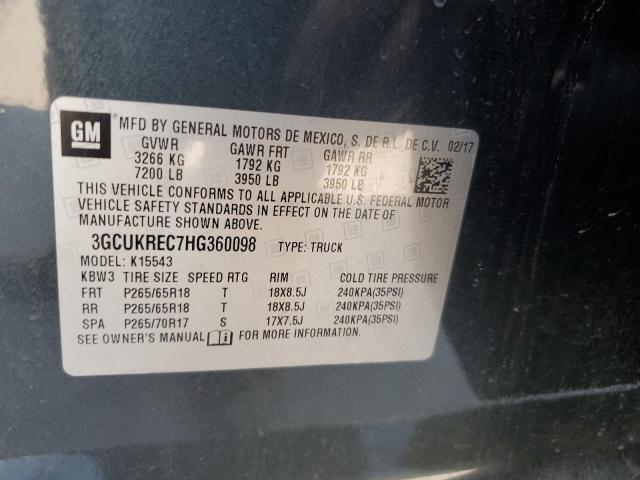 GM MFD BY GENERAL MOTORS DE MEXICO, S. DE R.L. DE C.V. 02/17
GVWR GAWR FRT GAWR RR
3266 KG 1792 KG 1792 KG
7200 LB 3950 LB 3950 LB
THIS VEHICLE CONFORMS TO ALL APPLICABLE U.S. FEDERAL MOTOR
VEHICLE SAFETY STANDARDS IN EFFECT ON THE DATE OF
MANUFACTURE SHOWN ABOVE.
3GCUKREC7HG360098 TYPE: TRUCK
MODEL: K15543
KBW3 TIRE SIZE SPEED RTG RIM COLD TIRE PRESSURE
FRT P265/65R18 T 18X8.5J 240KPA(35PSI)
RR P265/65R18 T 18X8.5J 240KPA(35PSI)
SPA P265/70R17 S 17X7.5J 240KPA(35PSI)
SEE OWNER'S MANUAL FOR MORE INFORMATION.